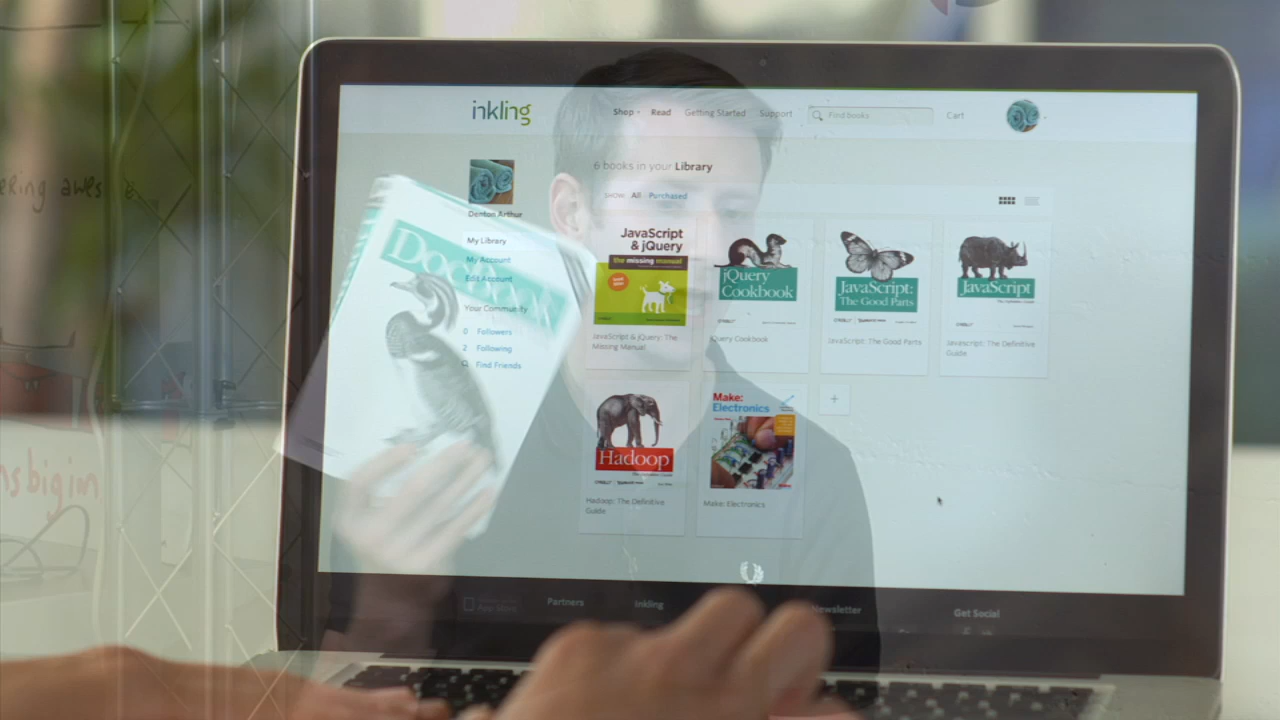 inkling
Shop Read Getting Started Support Find books Cart
6 books in your Library
SHOW: All Purchased
Denton Arthur
My Library
My Account
Edit Account
Your Community
0 Followers
2 Following
Find Friends
JavaScript
& jQuery
the missing manual
JavaScript & jQuery: The
Missing Manual
jQuery
Cookbook
jQuery Cookbook
JavaScript:
The Good Parts
JavaScript: The Good Parts
JavaScript
Javascript: The Definitive
Guide
Hadoop
Hadoop: The Definitive
Guide
Make:
Electronics
Make: Electronics
+
App Store
Partners
Inkling
Newsletter
Get Social